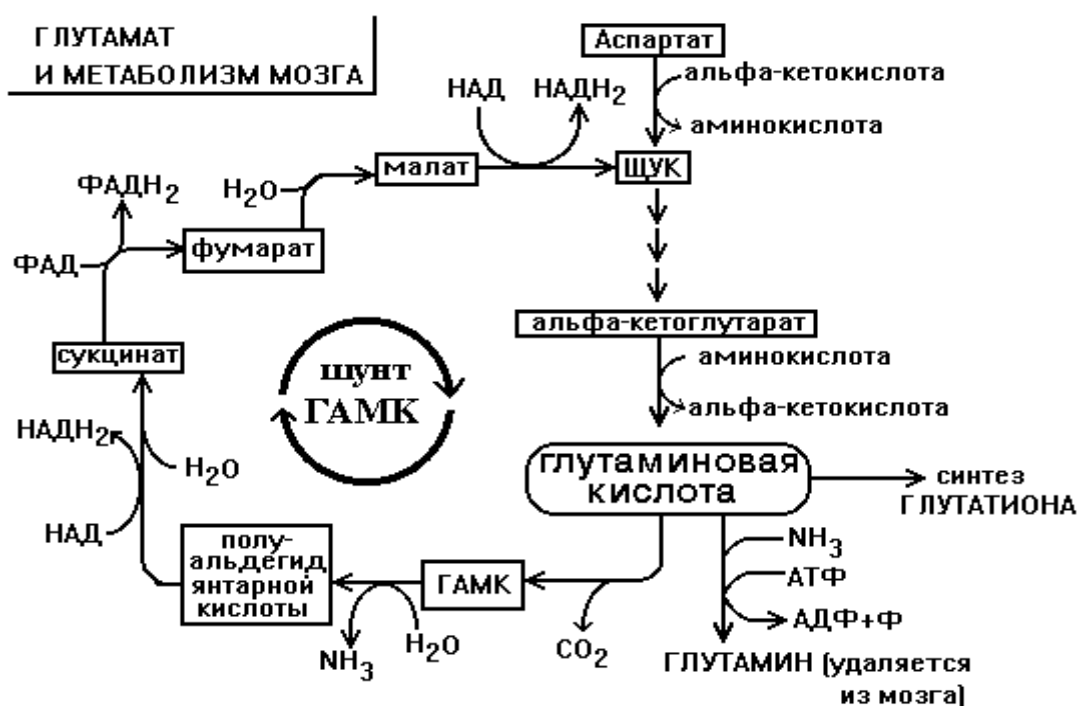 ГЛУТАМАТ
И МЕТАБОЛИЗМ МОЗГА
Аспартат
альфа-кетокислота
аминокислота
НАД
НАДН2
малат
ЩУК
ФАДН2
H2O
ФАД
фумарат
альфа-кетоглутарат
сукцинат
аминокислота
альфа-кетокислота
шунт
ГАМК
НАДН2
H2O
НАД
глутаминовая
кислота
синтез
ГЛУТАТИОНА
полу-
альдегид
янтарной
кислоты
ГАМК
NH3
АТФ
АДФ+Ф
NH3
H2O
CO2
ГЛУТАМИН (удаляется
из мозга)